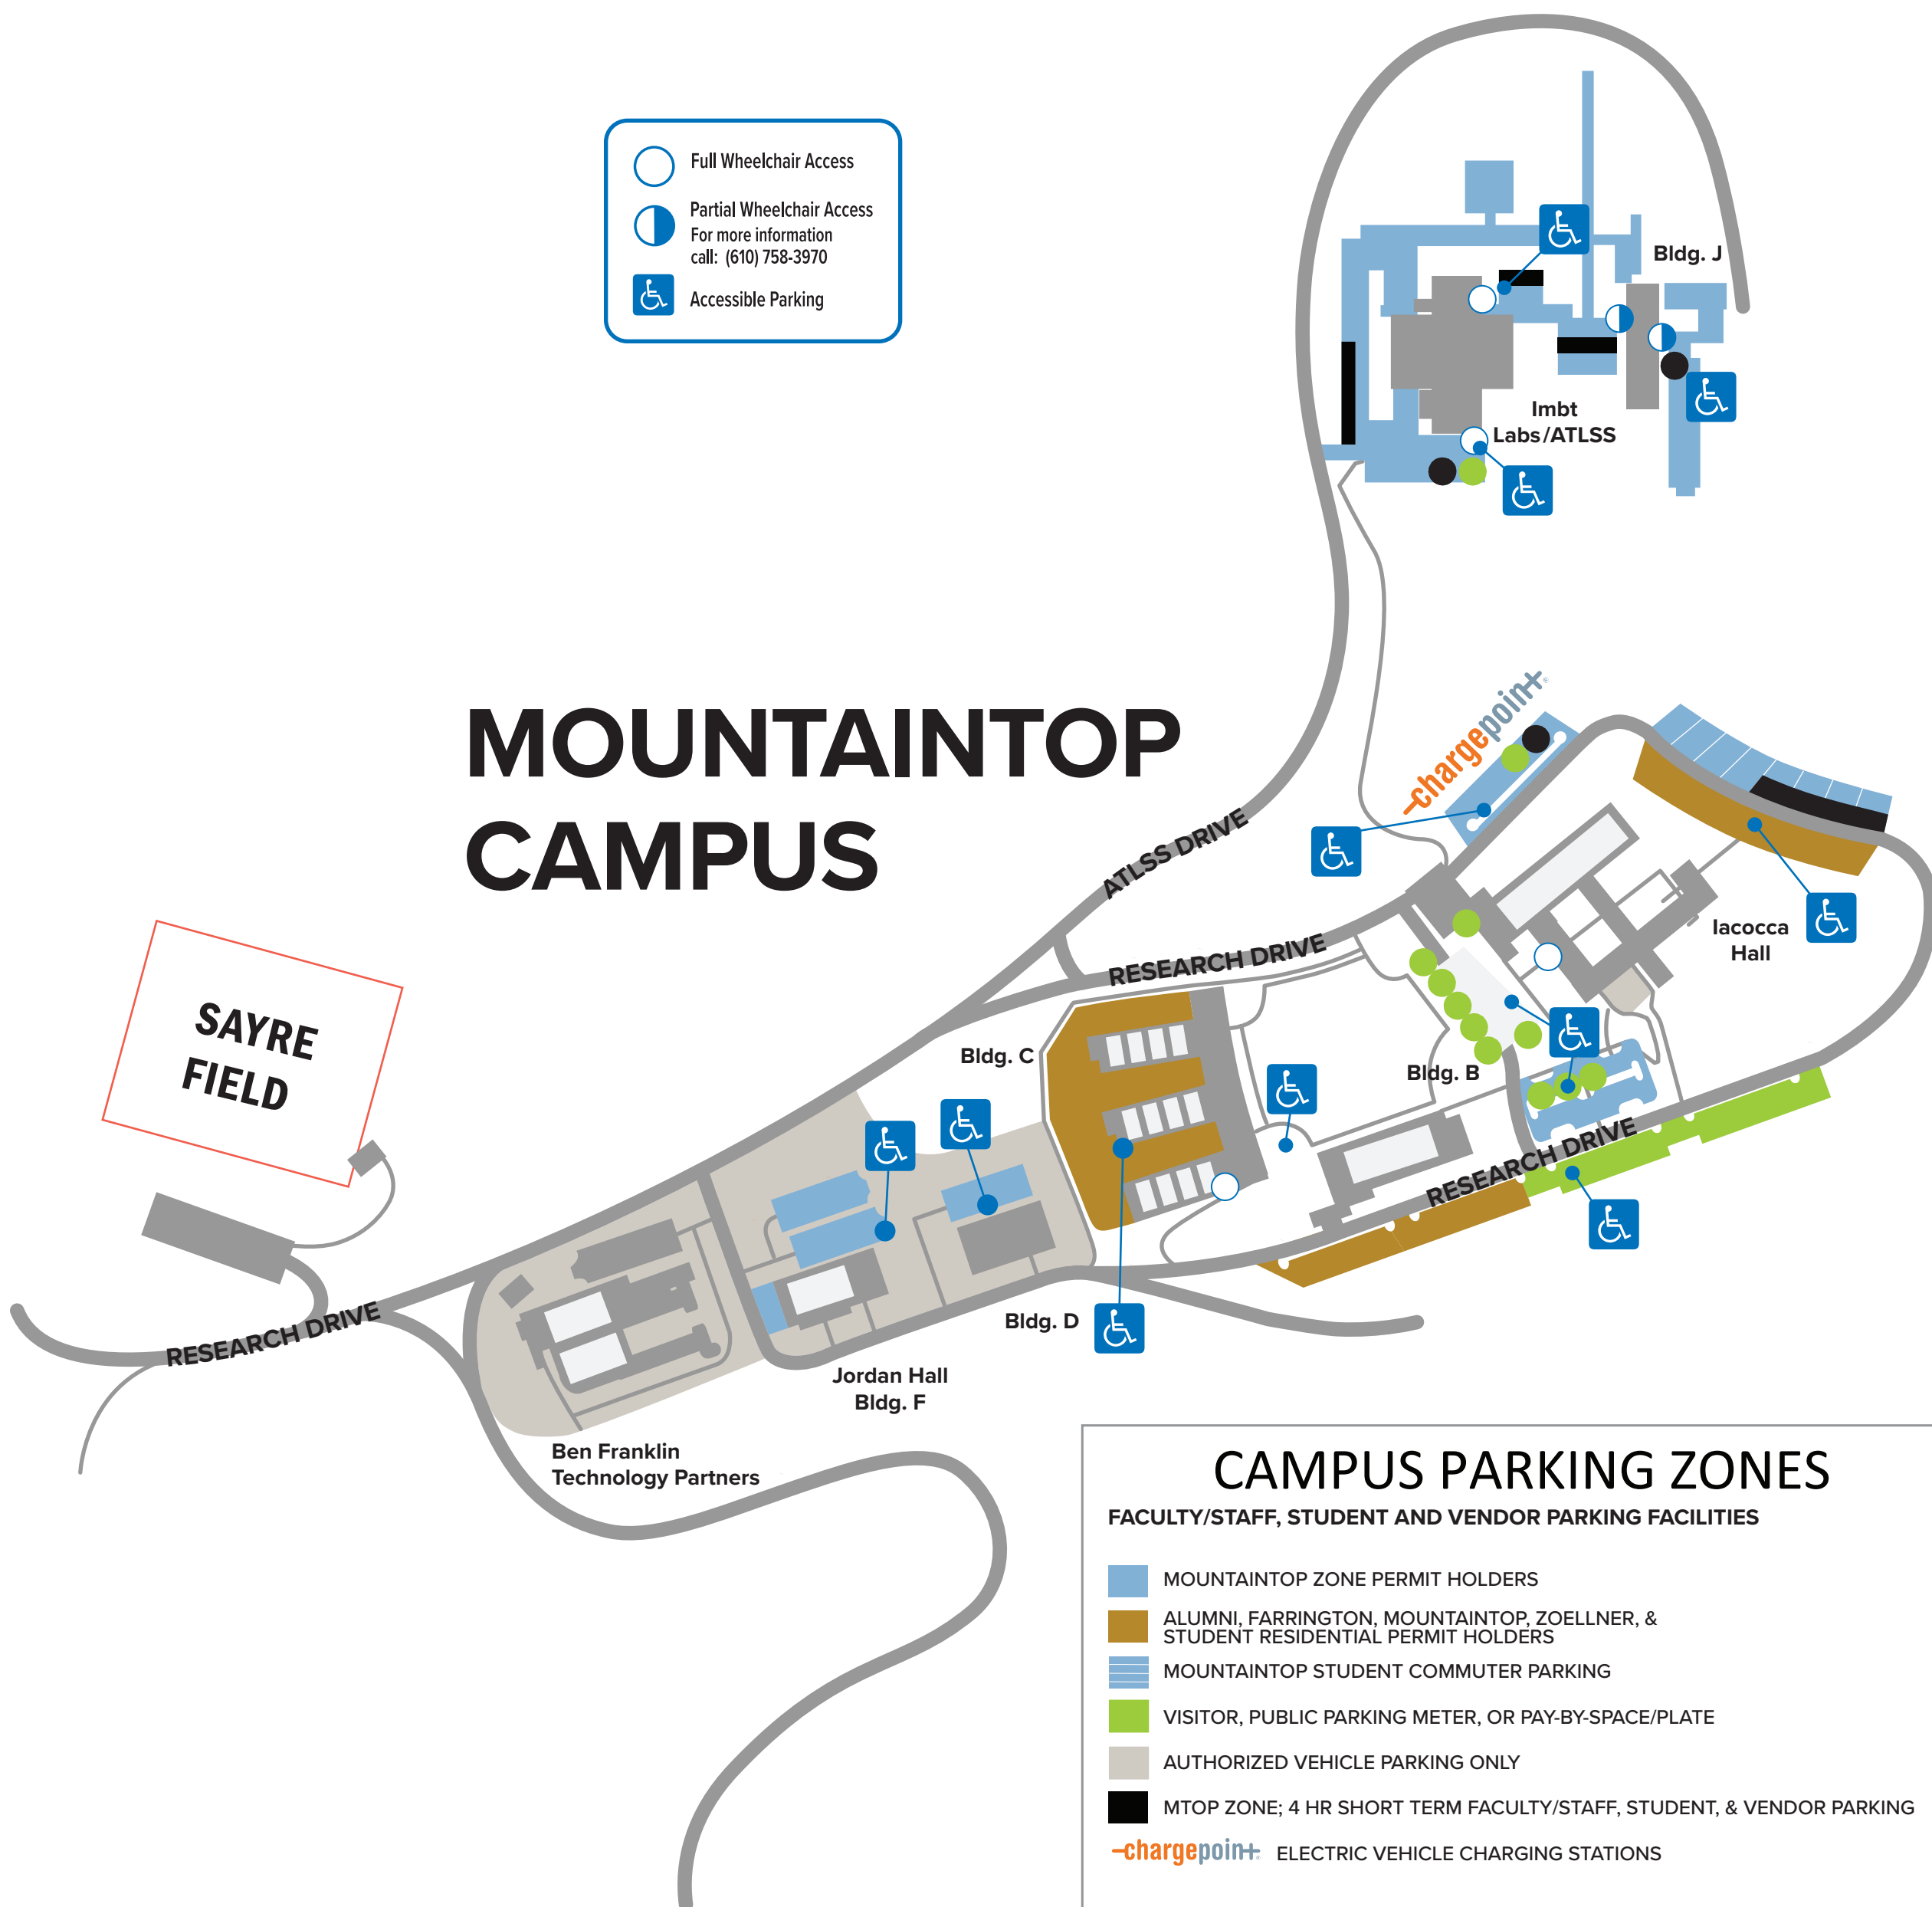 Full Wheelchair Access
Partial Wheelchair Access
For more information
call: (610) 758-3970
Accessible Parking
Bldg. J
Imbt
Labs/ATLSS
MOUNTAINTOP
CAMPUS
-chargepoint
ATLSS DRIVE
RESEARCH DRIVE
Iacocca
Hall
SAYRE
FIELD
Bldg. C
Bldg. B
RESEARCH DRIVE
Bldg. D
RESEARCH DRIVE
Jordan Hall
Bldg. F
Ben Franklin
Technology Partners
CAMPUS PARKING ZONES
FACULTY/STAFF, STUDENT AND VENDOR PARKING FACILITIES
MOUNTAINTOP ZONE PERMIT HOLDERS
ALUMNI, FARRINGTON, MOUNTAINTOP, ZOELLNER, &
STUDENT RESIDENTIAL PERMIT HOLDERS
MOUNTAINTOP STUDENT COMMUTER PARKING
VISITOR, PUBLIC PARKING METER, OR PAY-BY-SPACE/PLATE
AUTHORIZED VEHICLE PARKING ONLY
MTOP ZONE; 4 HR SHORT TERM FACULTY/STAFF, STUDENT, & VENDOR PARKING
-chargepoint ELECTRIC VEHICLE CHARGING STATIONS